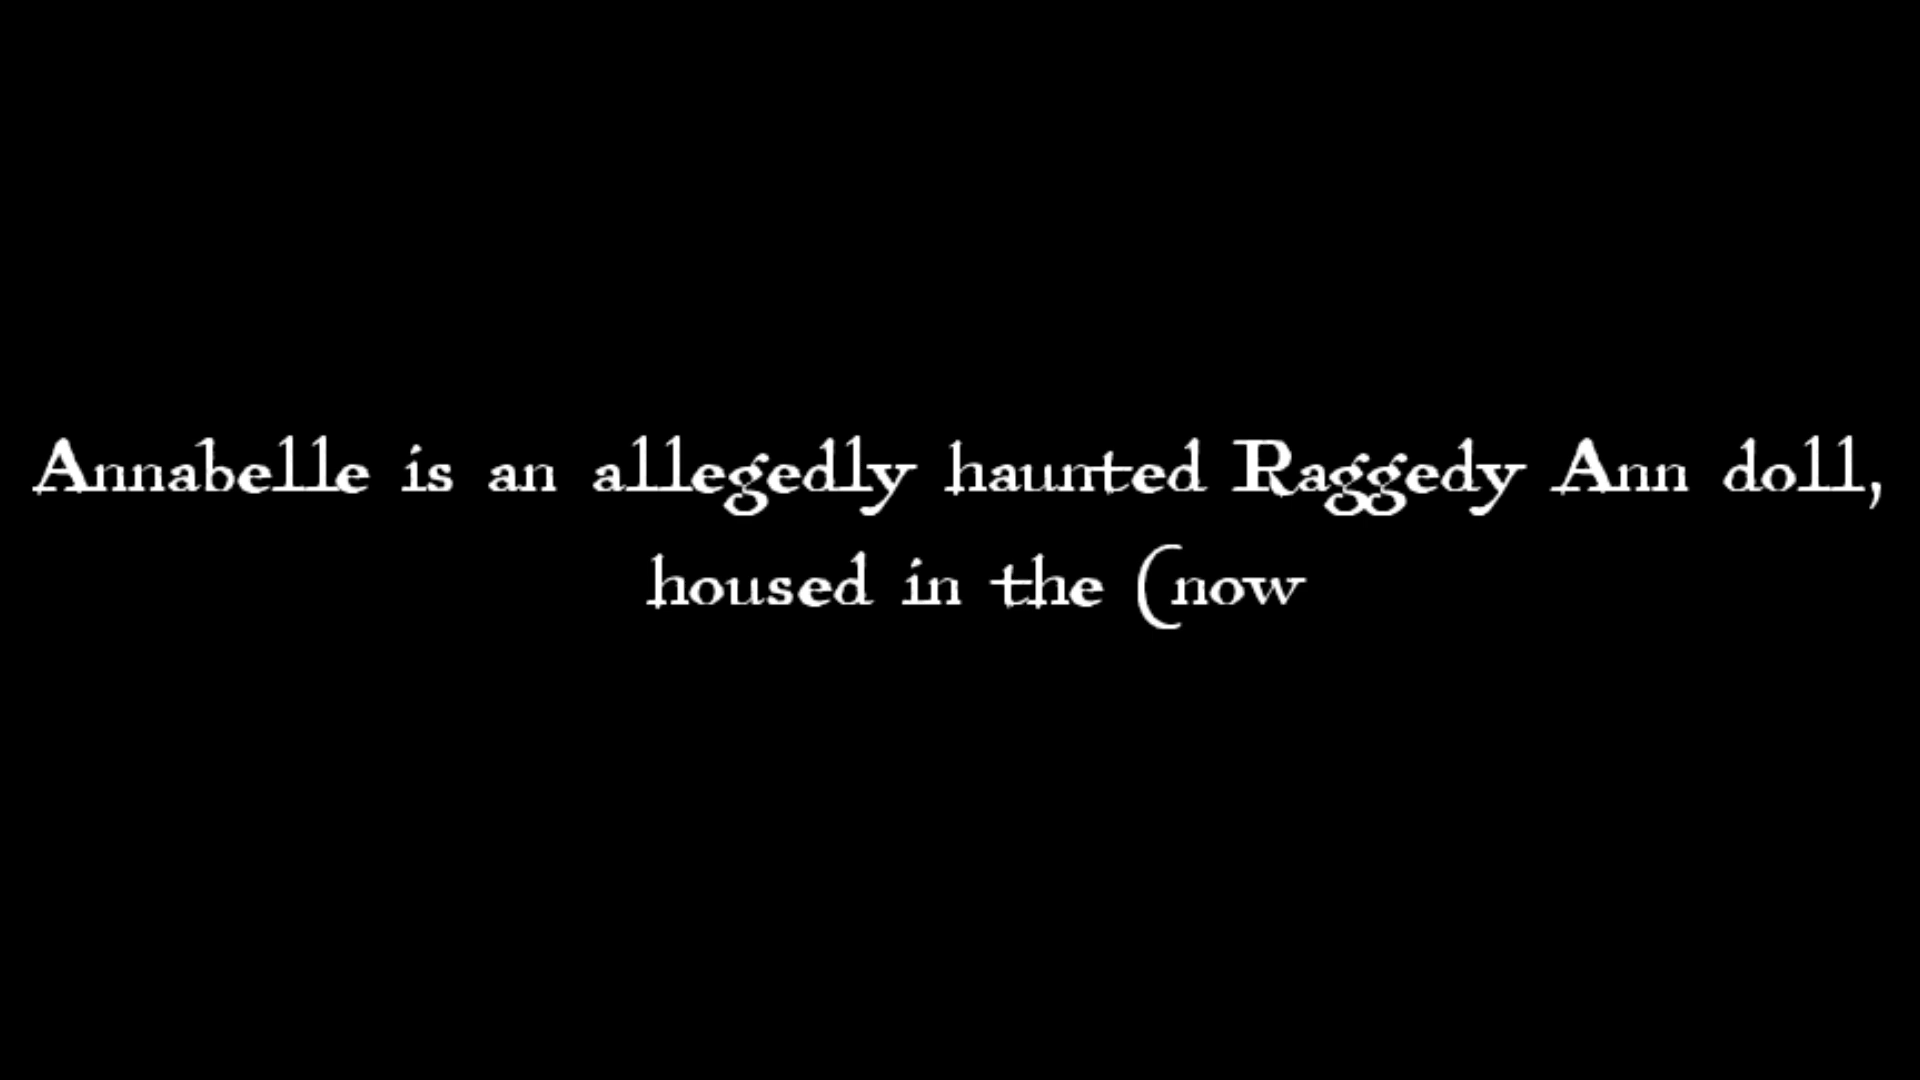 Annabelle is an allegedly haunted Raggedy Ann doll,
housed in the (now